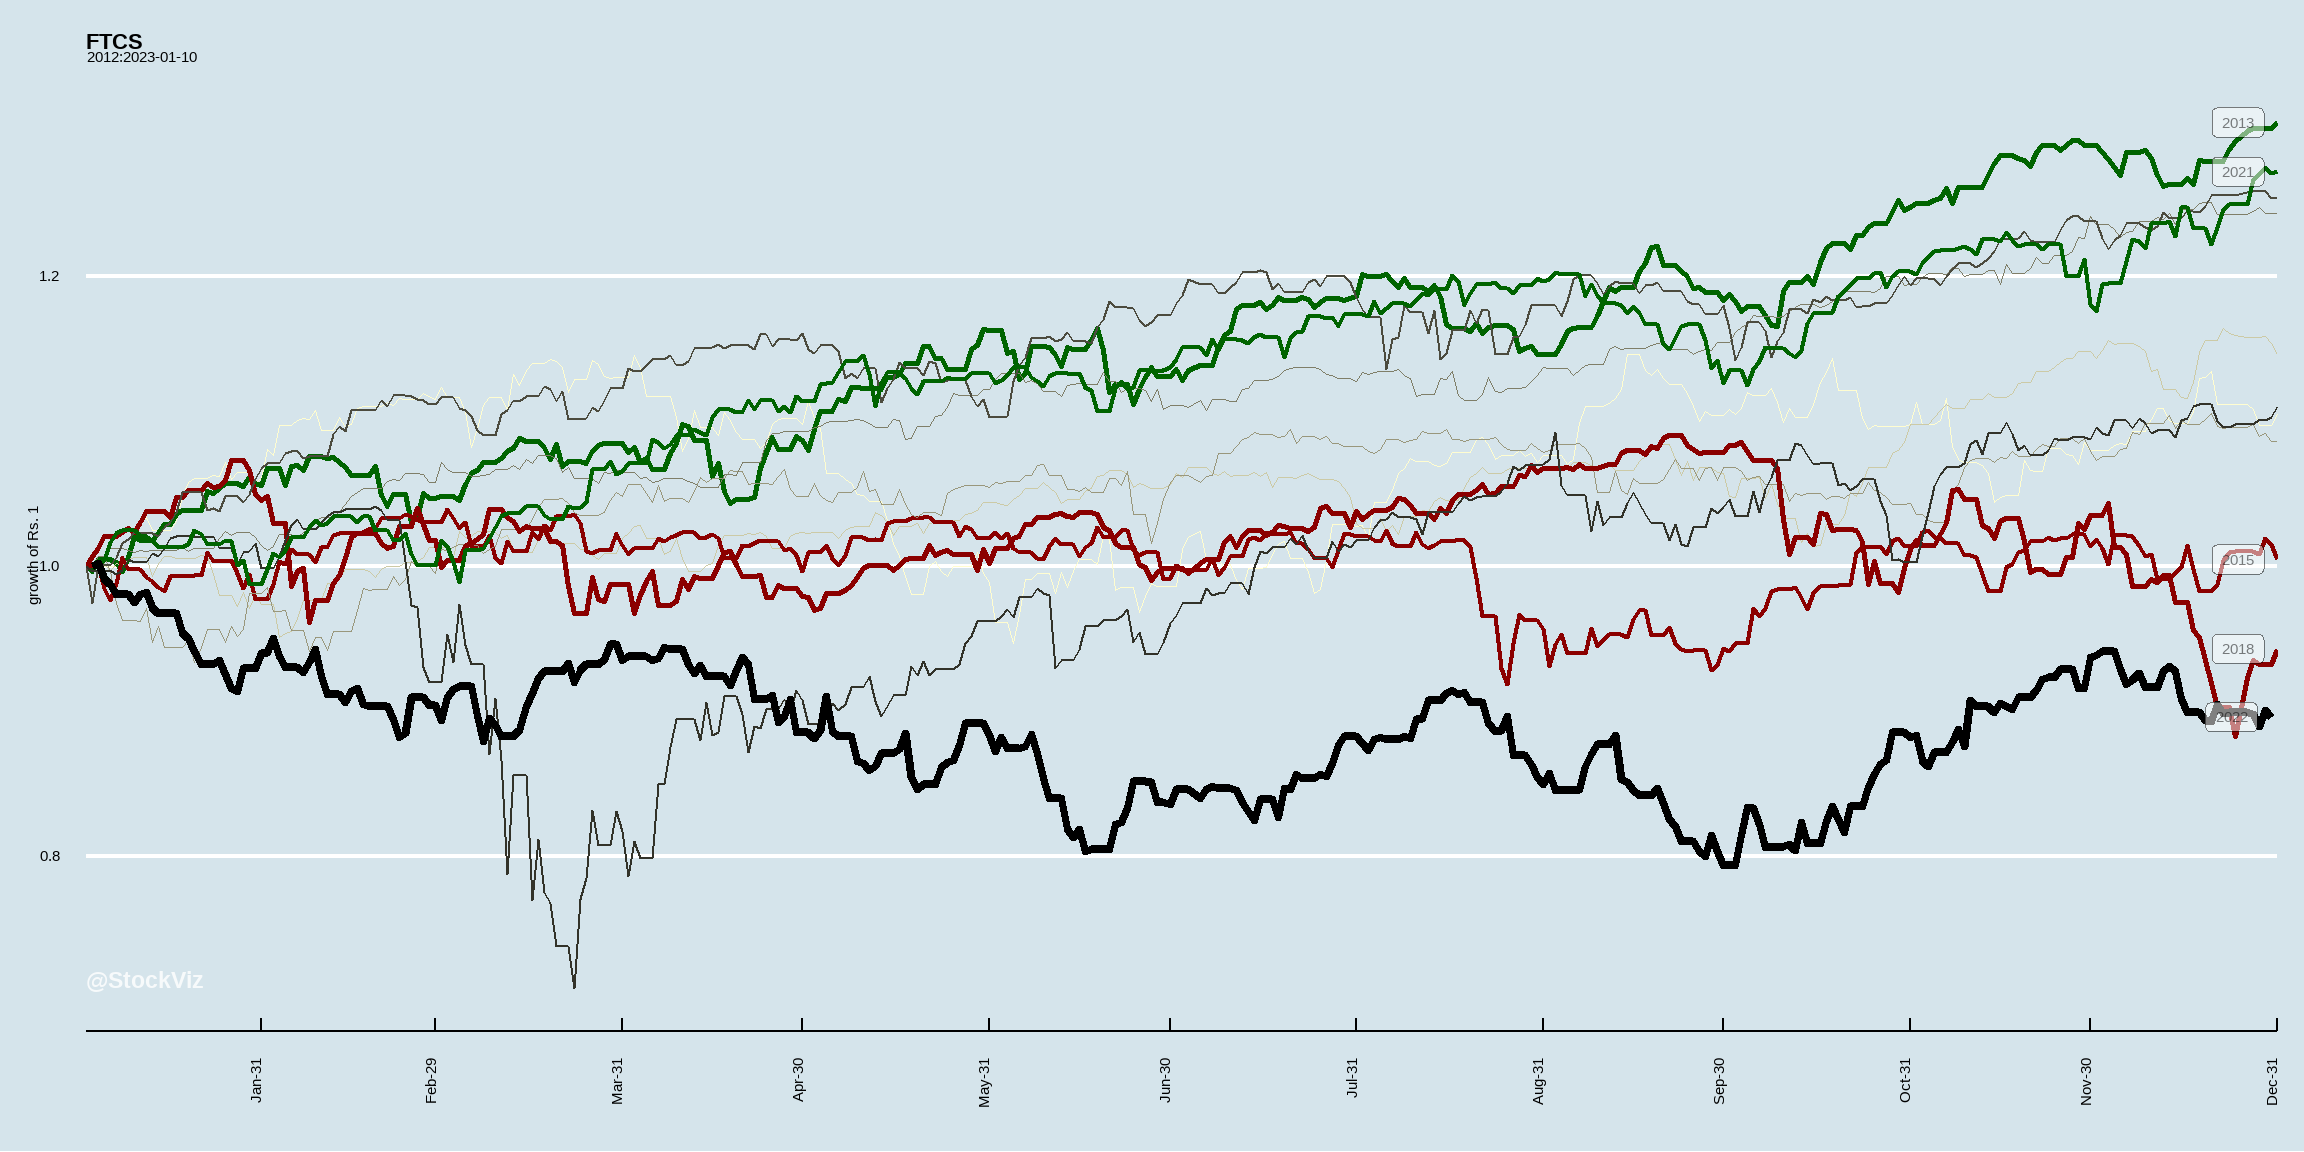 FTCS
2012:2023-01-10
2013
2021
1.2
growth of Rs. 1
1.0
2015
2018
2022
0.8
@StockViz
Jan-31
Feb-29
Mar-31
Apr-30
May-31
Jun-30
Jul-31
Aug-31
Sep-30
Oct-31
Nov-30
Dec-31